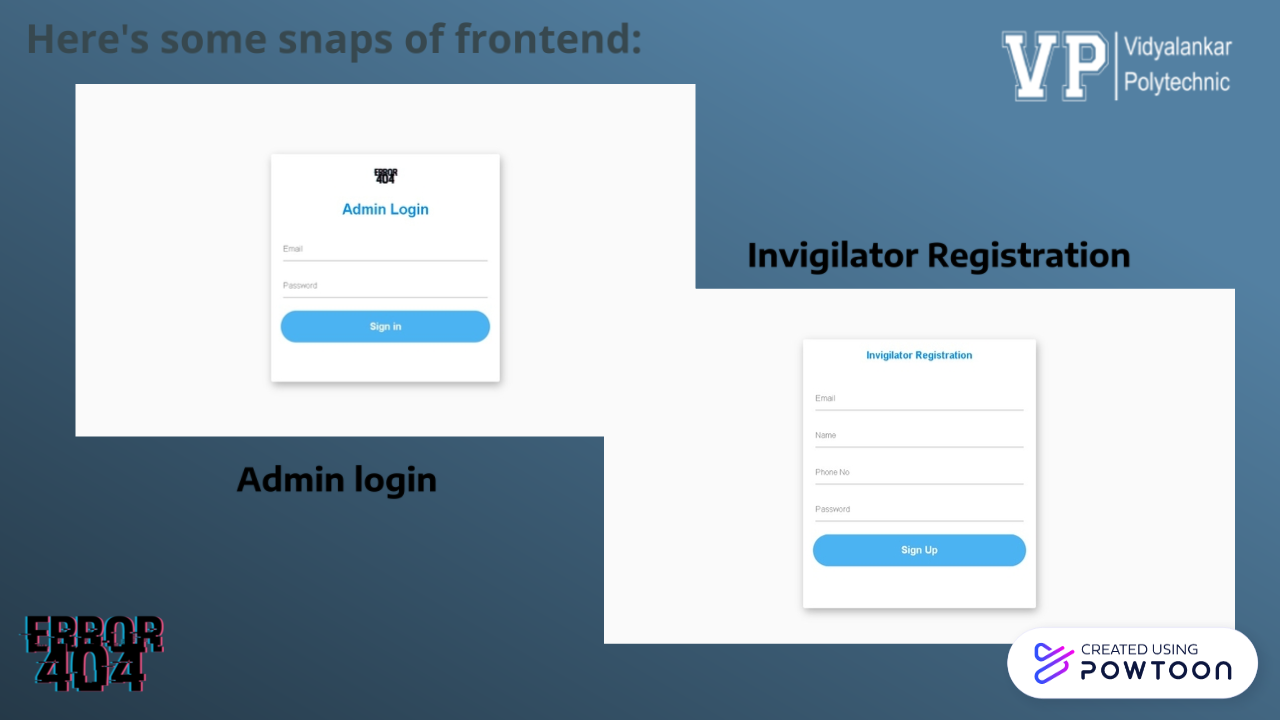 Here's some snaps of frontend:
VP
Vidyalankar
Polytechnic
ERROR
404
Admin Login
Email
Password
Sign in
Admin login
Invigilator Registration
Invigilator Registration
Email
Name
Phone No
Password
Sign Up
ERROR
404
CREATED USING
POWTOON